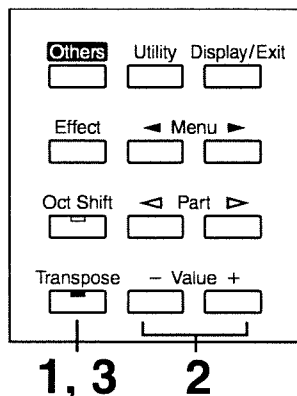 Others Utility Display/Exit
Effect ◄ Menu ►
Oct Shift ◁ Part ▷
Transpose − Value +
1, 3 2